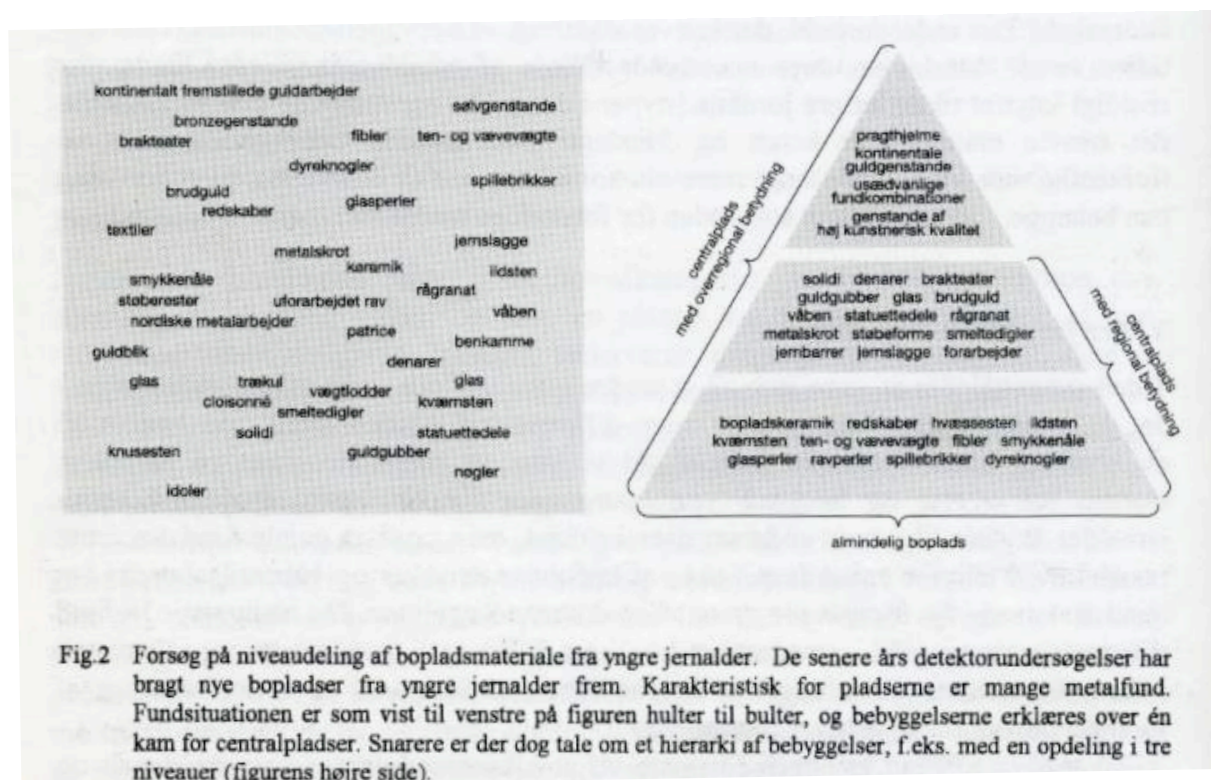 kontinentalt fremstillede guldarbejder
sølvgenstande
bronzegenstande
brakteater
fibler
ten- og vævevægte
dyreknogler
spillebrikker
brudguld
redskaber
glasperler
textiler
jernslagge
metalskrot
keramik
ildsten
smykkenåle
rågranat
støberester
uforarbejdet rav
våben
nordiske metalarbejder
patrice
benkamme
guldblik
denarer
glas
trækul
vægtlodder
glas
cloisonné
smeltedigler
kværnsten
solidi
statuettedele
knusesten
guldgubber
nøgler
idoler
centralplads
med overregional betydning
pragthjelme
kontinentale
guldgenstande
usædvanlige
fundkombinationer
genstande af
høj kunstnerisk kvalitet
solidi denarer brakteater
guldgubber glas brudguld
våben statuettedele rågranat
metalskrot støbeforme smeltedigler
jernbarrer jernslagge forarbejder
centralplads
med regional betydning
bopladskeramik redskaber hvæssesten ildsten
kværnsten ten- og vævevægte fibler smykkenåle
glasperler ravperler spillebrikker dyreknogler
almindelig boplads
Fig.2 Forsøg på niveaudeling af bopladsmateriale fra yngre jernalder. De senere års detektorundersøgelser har
bragt nye bopladser fra yngre jernalder frem. Karakteristisk for pladserne er mange metalfund.
Fundsituationen er som vist til venstre på figuren hulter til bulter, og bebyggelserne erklæres over én
kam for centralpladser. Snarere er der dog tale om et hierarki af bebyggelser, f.eks. med en opdeling i tre
niveauer (figurens højre side).